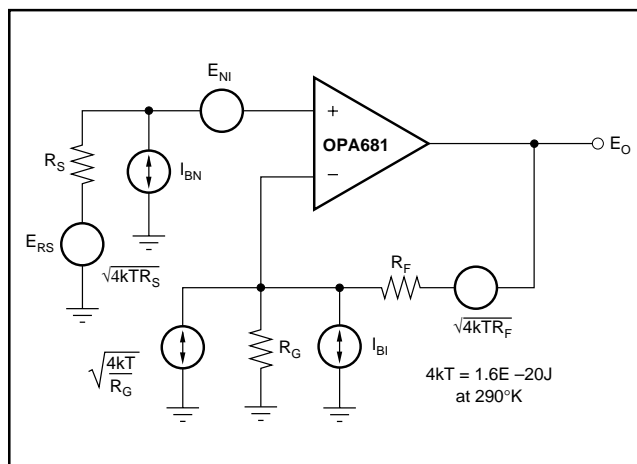 E_NI
+
OPA681
−
E_O
R_S
I_BN
E_RS
√4kTR_S
R_F
√4kTR_F
√4kT/R_G
R_G
I_BI
4kT = 1.6E –20J
at 290°K